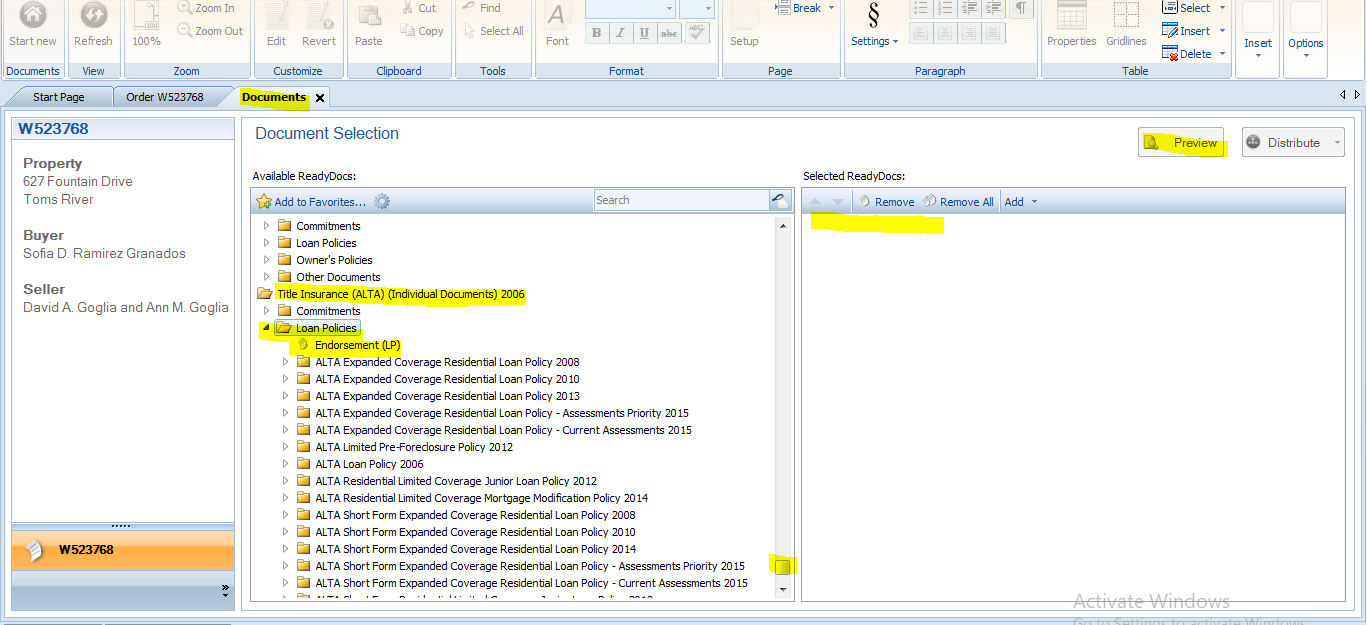 Zoom In
Cut
Find
Break
Select
Start new
Refresh
100%
Zoom Out
Edit
Revert
Paste
Copy
Select All
Font
B I U abc ABC
Setup
§
Settings
¶
Properties
Gridlines
Insert
Delete
Insert
Options
Documents
View
Zoom
Customize
Clipboard
Tools
Format
Page
Paragraph
Table
Start Page
Order W523768
Documents
W523768
Property
627 Fountain Drive
Toms River
Buyer
Sofia D. Ramirez Granados
Seller
David A. Goglia and Ann M. Goglia
W523768
Document Selection
Preview
Distribute
Available ReadyDocs:
Add to Favorites...
Search
Commitments
Loan Policies
Owner's Policies
Other Documents
Title Insurance (ALTA) (Individual Documents) 2006
Commitments
Loan Policies
Endorsement (LP)
ALTA Expanded Coverage Residential Loan Policy 2008
ALTA Expanded Coverage Residential Loan Policy 2010
ALTA Expanded Coverage Residential Loan Policy 2013
ALTA Expanded Coverage Residential Loan Policy - Assessments Priority 2015
ALTA Expanded Coverage Residential Loan Policy - Current Assessments 2015
ALTA Limited Pre-Foreclosure Policy 2012
ALTA Loan Policy 2006
ALTA Residential Limited Coverage Junior Loan Policy 2012
ALTA Residential Limited Coverage Mortgage Modification Policy 2014
ALTA Short Form Expanded Coverage Residential Loan Policy 2008
ALTA Short Form Expanded Coverage Residential Loan Policy 2010
ALTA Short Form Expanded Coverage Residential Loan Policy 2014
ALTA Short Form Expanded Coverage Residential Loan Policy - Assessments Priority 2015
ALTA Short Form Expanded Coverage Residential Loan Policy - Current Assessments 2015
Selected ReadyDocs:
Remove
Remove All
Add
Activate Windows
Go to Settings to activate Windows.